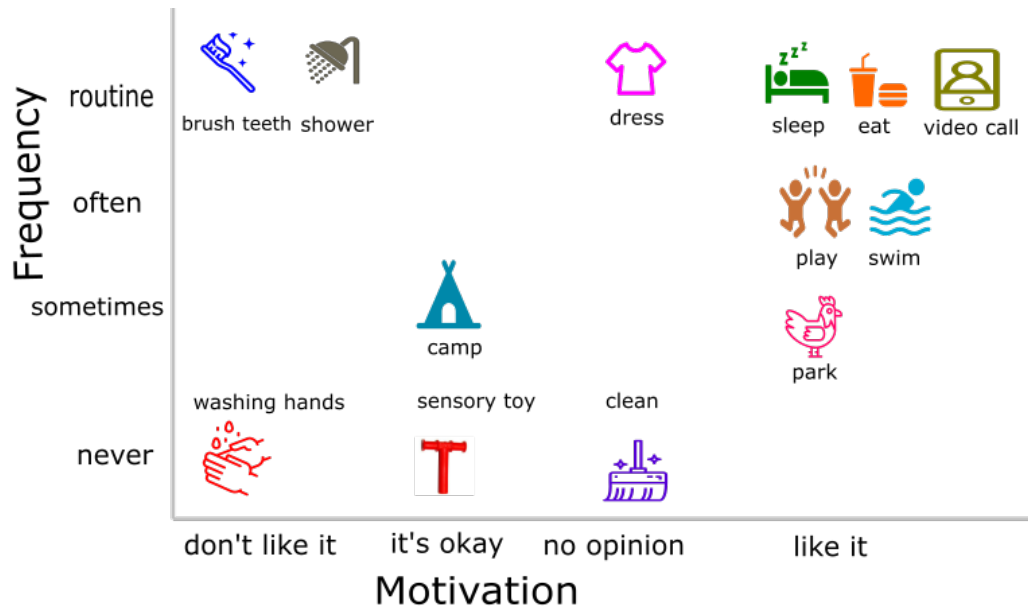 Frequency
routine
often
sometimes
never
brush teeth
shower
dress
zzz
sleep
eat
video call
play
swim
camp
park
washing hands
sensory toy
clean
don't like it
it's okay
no opinion
like it
Motivation